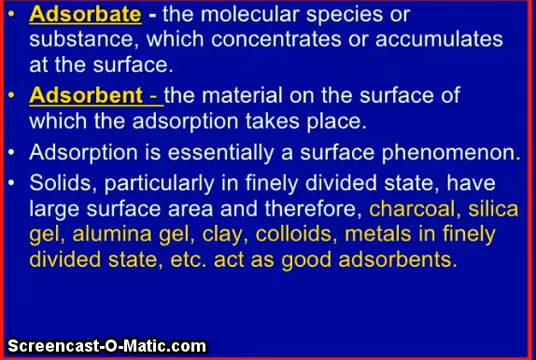 • Adsorbate - the molecular species or
substance, which concentrates or accumulates
at the surface.
• Adsorbent - the material on the surface of
which the adsorption takes place.
• Adsorption is essentially a surface phenomenon.
• Solids, particularly in finely divided state, have
large surface area and therefore, charcoal, silica
gel, alumina gel, clay, colloids, metals in finely
divided state, etc. act as good adsorbents.
Screencast-O-Matic.com